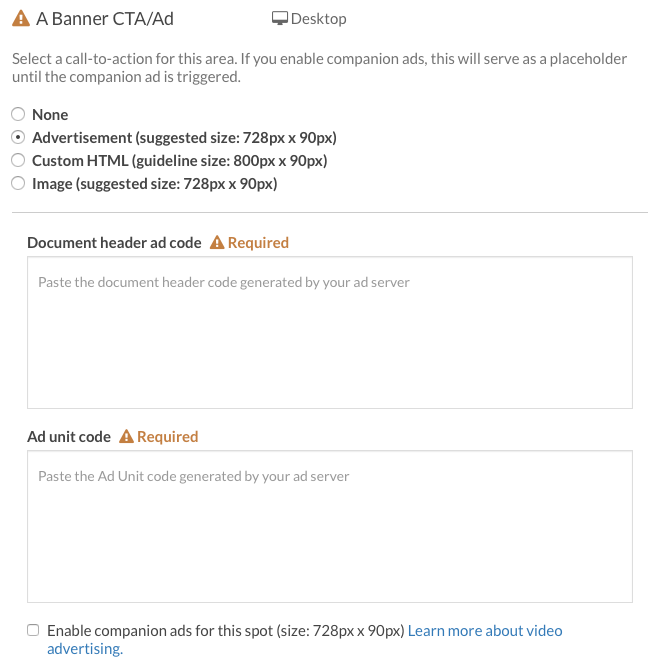 A Banner CTA/Ad Desktop
Select a call-to-action for this area. If you enable companion ads, this will serve as a placeholder
until the companion ad is triggered.
None
Advertisement (suggested size: 728px x 90px)
Custom HTML (guideline size: 800px x 90px)
Image (suggested size: 728px x 90px)
Document header ad code Required
Paste the document header code generated by your ad server
Ad unit code Required
Paste the Ad Unit code generated by your ad server
Enable companion ads for this spot (size: 728px x 90px) Learn more about video
advertising.